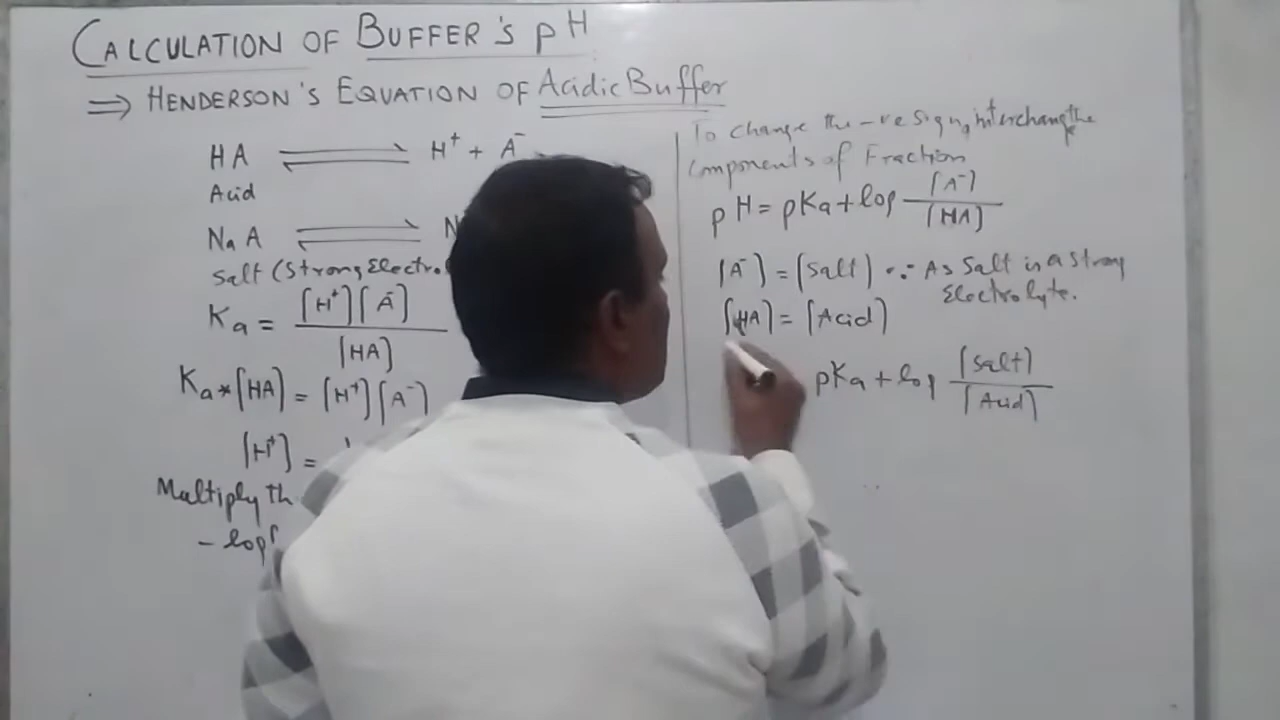 CALCULATION OF BUFFER'S pH
⇒ HENDERSON'S EQUATION OF Acidic Buffer
HA ⇌ H⁺ + A⁻
Acid
NaA ⇌ N
Salt (Strong Electro
Ka = [H⁺][A⁻] / [HA]
Ka * [HA] = [H⁺][A⁻]
[H⁺] =
Multiply th
- log[
To change the -ve sign, interchange the
components of Fraction
pH = pKa + log [A⁻] / [HA]
[A⁻] = [Salt] ∵ As Salt is a strong
Electrolyte.
[HA] = [Acid]
pKa + log [Salt] / [Acid]